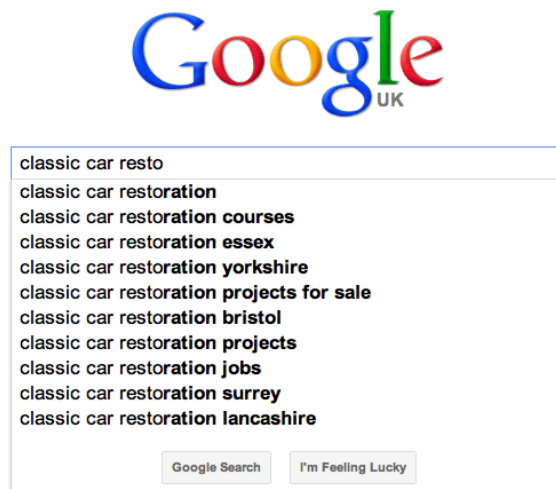 Google
UK
classic car resto
classic car restoration
classic car restoration courses
classic car restoration essex
classic car restoration yorkshire
classic car restoration projects for sale
classic car restoration bristol
classic car restoration projects
classic car restoration jobs
classic car restoration surrey
classic car restoration lancashire
Google Search I'm Feeling Lucky